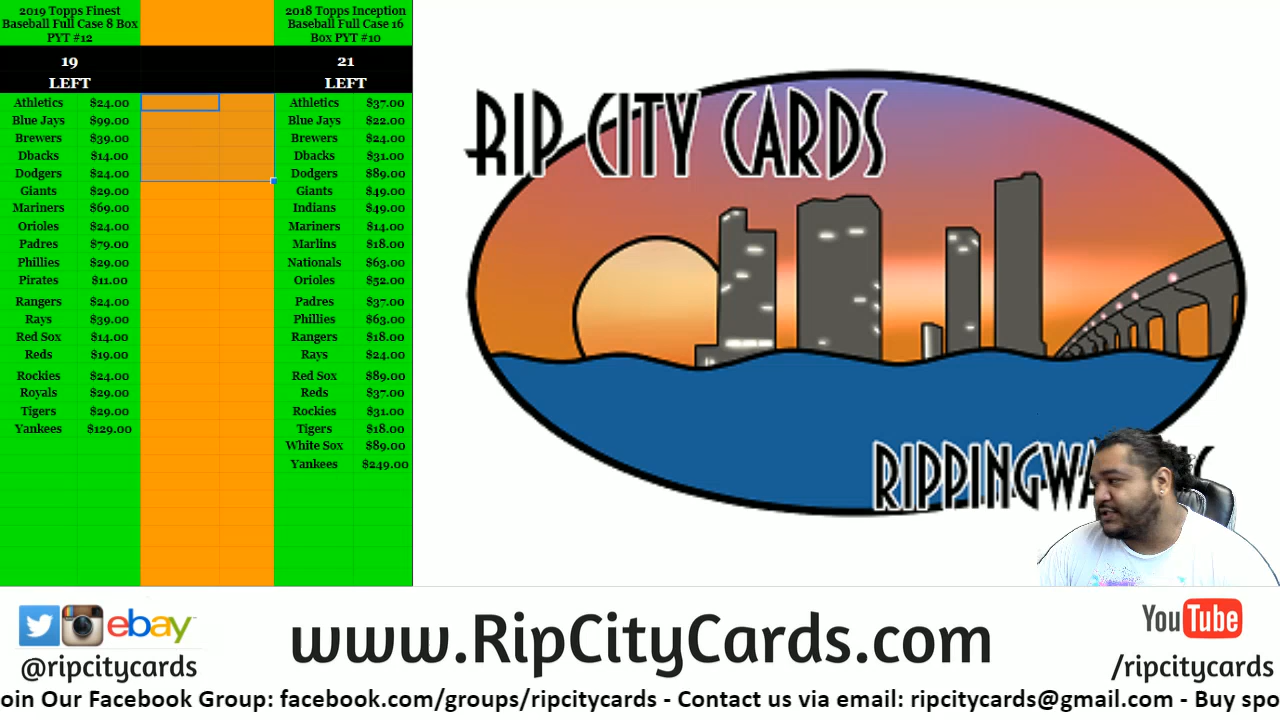 2019 Topps Finest
Baseball Full Case 8 Box
PYT #12
19
LEFT
Athletics $24.00
Blue Jays $99.00
Brewers $39.00
Dbacks $14.00
Dodgers $24.00
Giants $29.00
Mariners $69.00
Orioles $24.00
Padres $79.00
Phillies $29.00
Pirates $11.00
Rangers $24.00
Rays $39.00
Red Sox $14.00
Reds $19.00
Rockies $24.00
Royals $29.00
Tigers $29.00
Yankees $129.00
2018 Topps Inception
Baseball Full Case 16
Box PYT #10
21
LEFT
Athletics $37.00
Blue Jays $22.00
Brewers $24.00
Dbacks $31.00
Dodgers $89.00
Giants $49.00
Indians $49.00
Mariners $14.00
Marlins $18.00
Nationals $63.00
Orioles $52.00
Padres $37.00
Phillies $63.00
Rangers $18.00
Rays $24.00
Red Sox $89.00
Reds $37.00
Rockies $31.00
Tigers $18.00
White Sox $89.00
Yankees $249.00
RIP CITY CARDS
ebay
@ripcitycards
www.RipCityCards.com
YouTube
/ripcitycards
oin Our Facebook Group: facebook.com/groups/ripcitycards - Contact us via email: ripcitycards@gmail.com - Buy spo